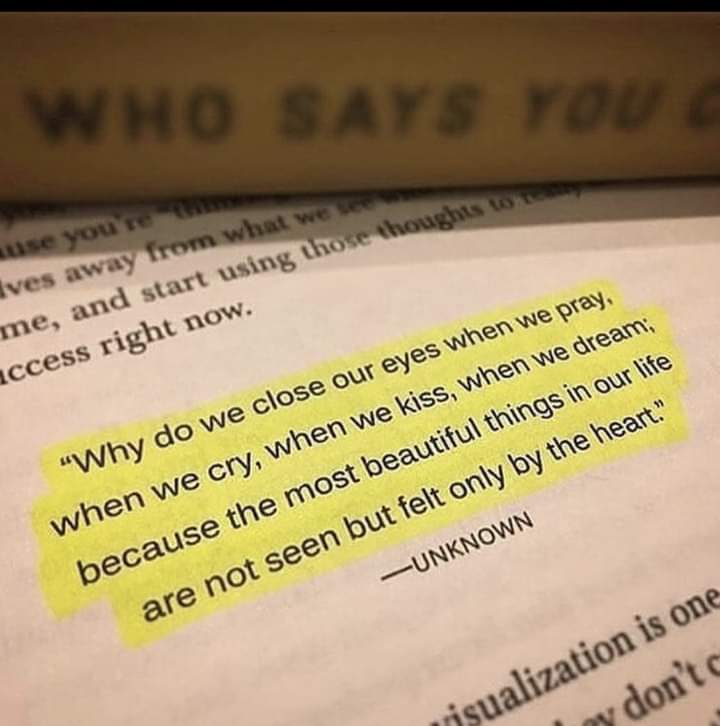 WHO SAYS YOU C
use you're
lves away from what we see
me, and start using those thoughts to really
ccess right now.
“Why do we close our eyes when we pray,
when we cry, when we kiss, when we dream;
because the most beautiful things in our life
are not seen but felt only by the heart.”
—UNKNOWN
visualization is one
don't c